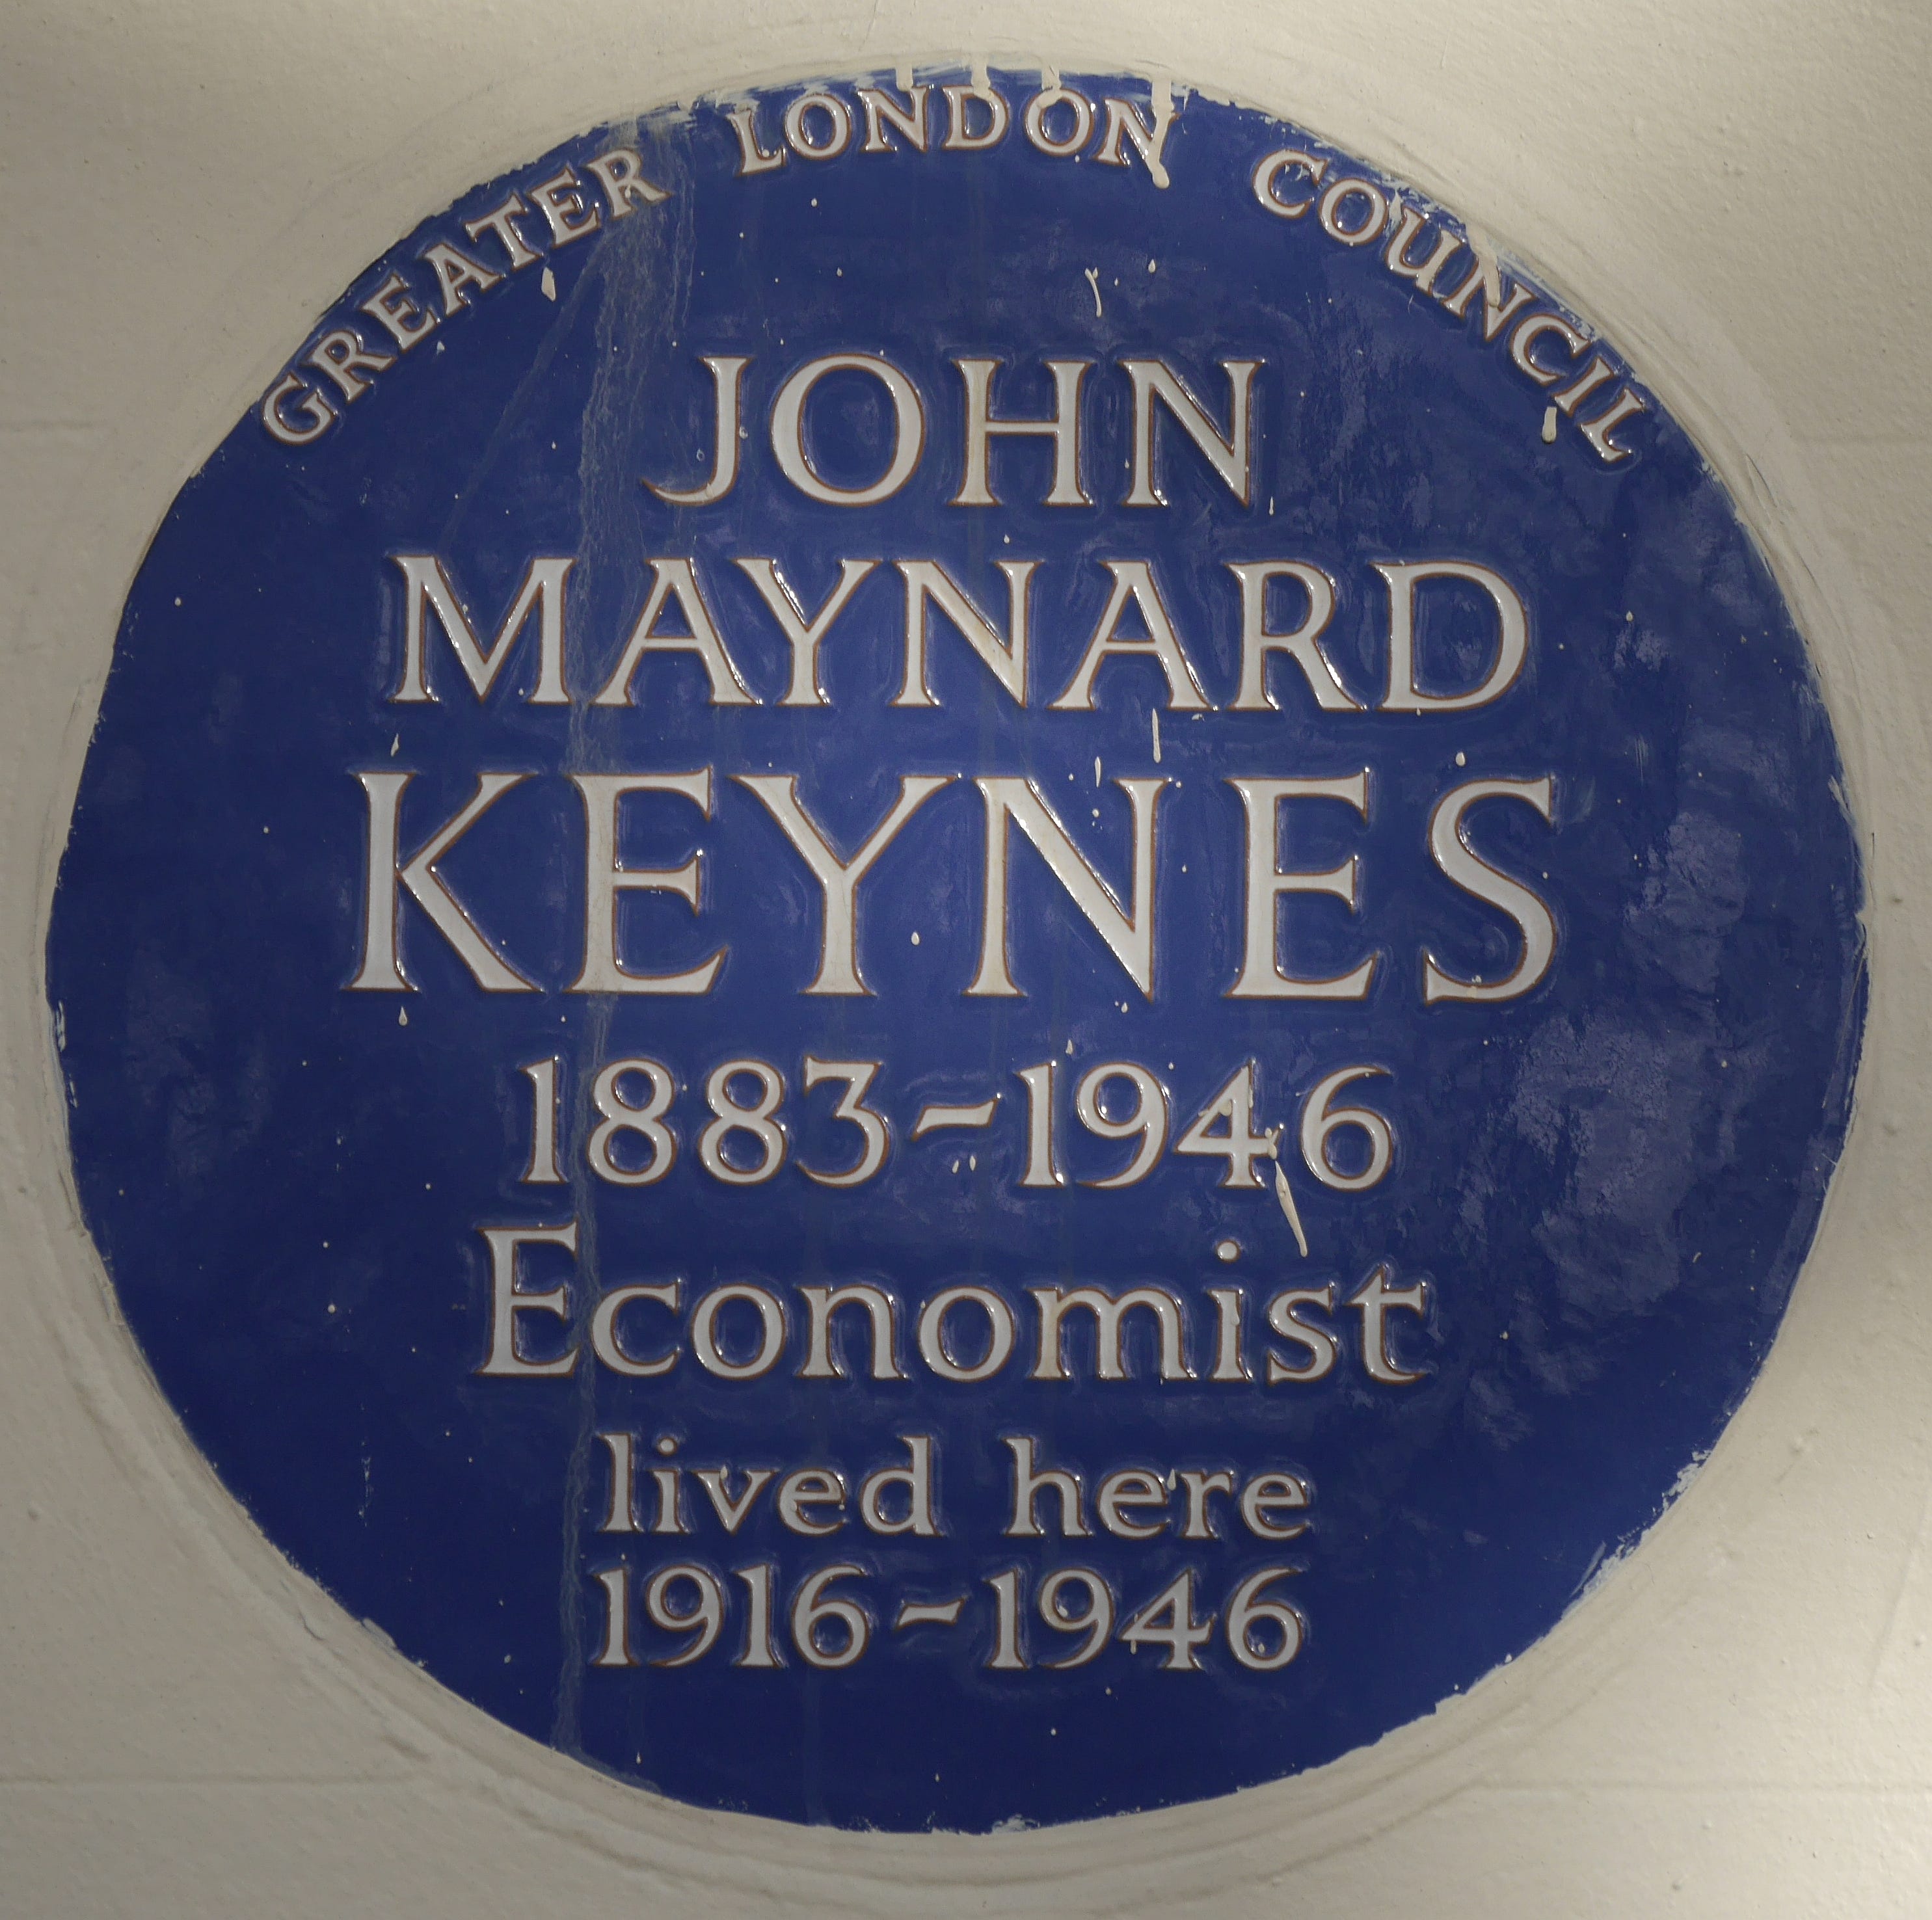 GREATER LONDON COUNCIL
JOHN
MAYNARD
KEYNES
1883-1946
Economist
lived here
1916-1946